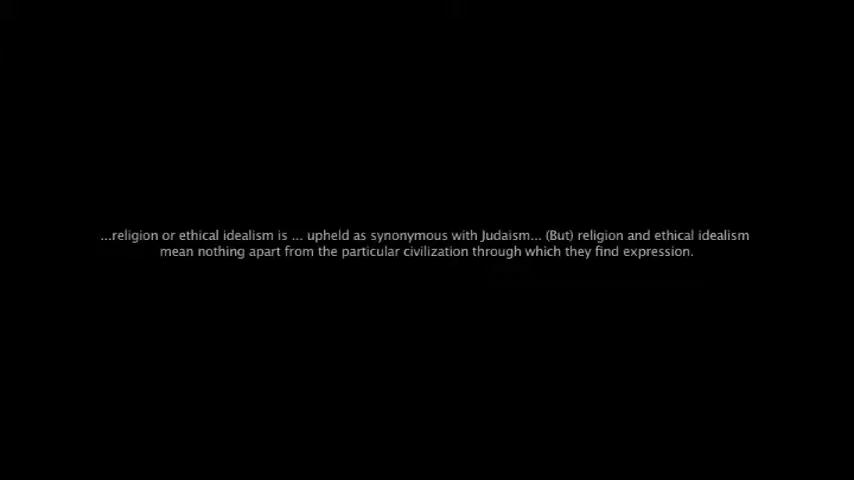 ...religion or ethical idealism is ... upheld as synonymous with Judaism... (But) religion and ethical idealism
mean nothing apart from the particular civilization through which they find expression.